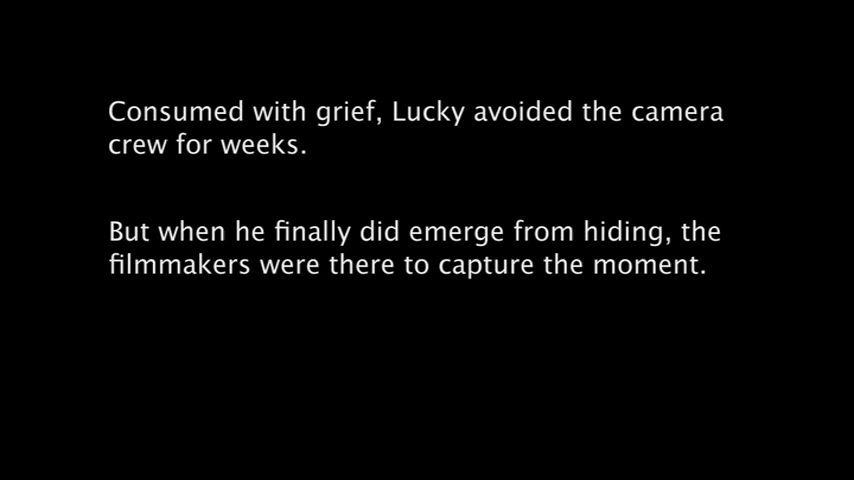 Consumed with grief, Lucky avoided the camera
crew for weeks.
But when he finally did emerge from hiding, the
filmmakers were there to capture the moment.